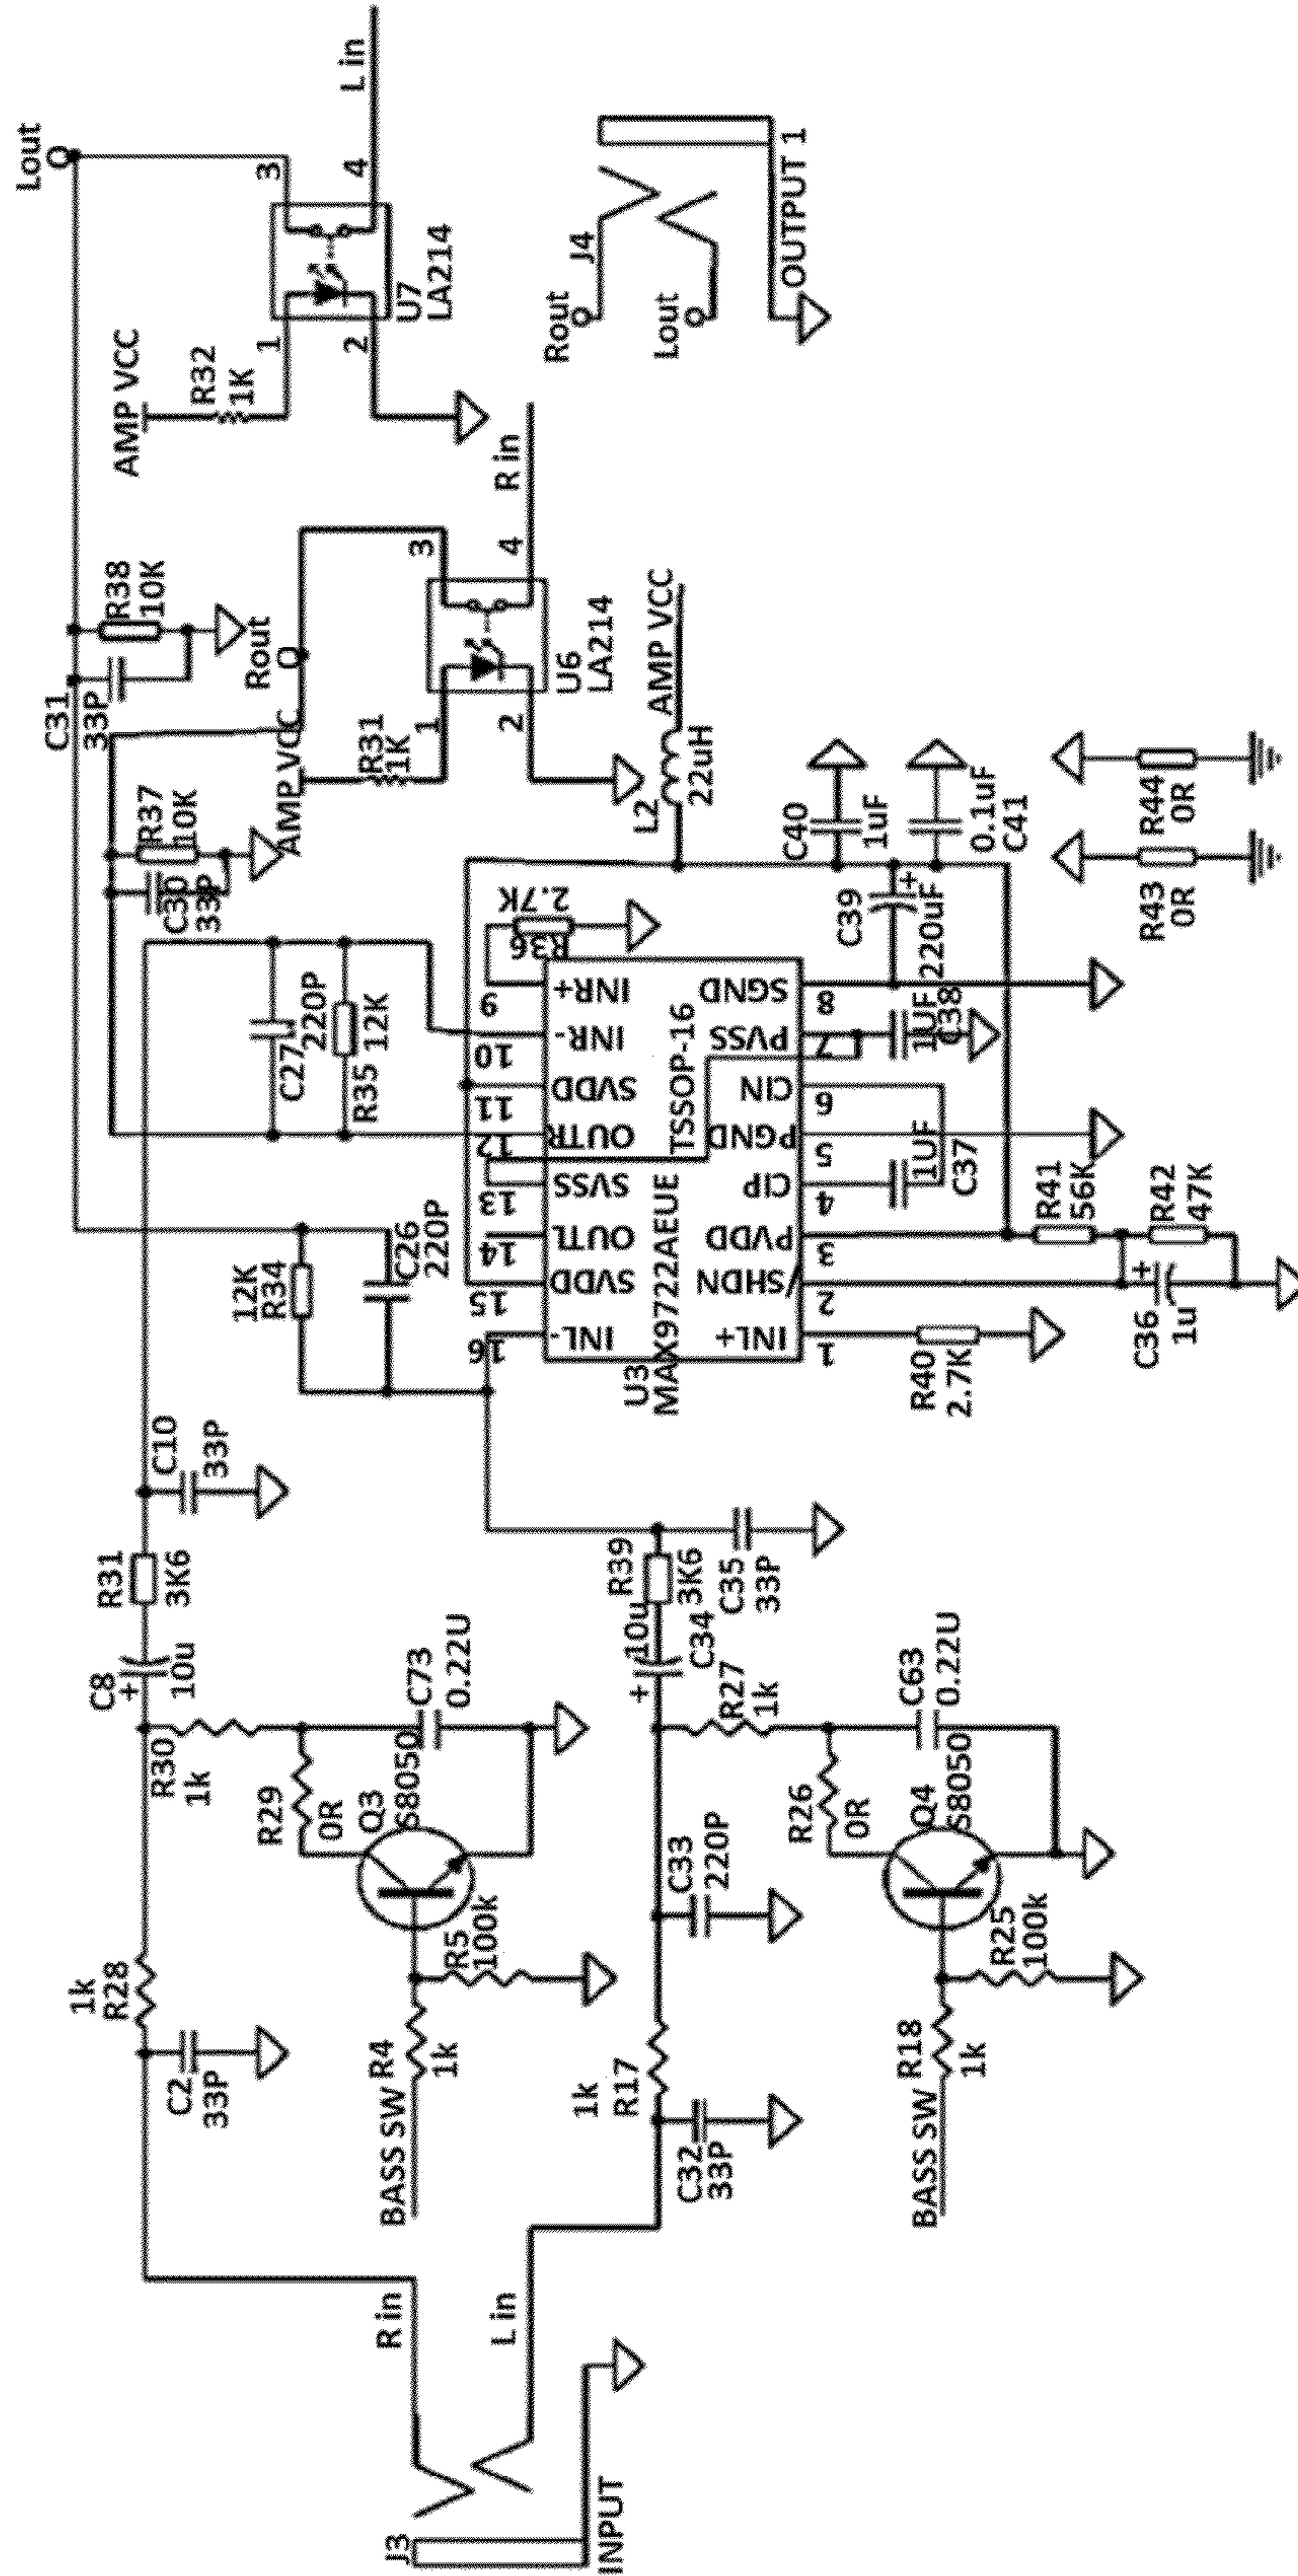 J3
INPUT
R in
L in
C2
33P
1k
R28
BASS SW
R4
1k
R5
100k
Q3
S8050
R29
0R
R30
1k
C73
0.22U
C8
+
10u
R31
3K6
C10
33P
C32
33P
1k
R17
C33
220P
BASS SW
R18
1k
R25
100k
Q4
S8050
R26
0R
R27
1k
C63
0.22U
+
10u
C34
R39
3K6
C35
33P
12K
R34
C26
220P
C27
220P
R35
12K
U3
MAX9722AEUE
TSSOP-16
16
INL-
15
SVDD
14
OUTL
13
SVSS
12
OUTR
11
SVDD
10
INR-
9
INR+
1
INL+
2
/SHDN
3
PVDD
4
CIP
5
PGND
6
CIN
7
PVSS
8
SGND
R40
2.7K
C36
1u
+
R41
56K
R42
47K
1UF
C37
1UF
C38
R36
2.7K
C39
220uF
+
C40
1uF
0.1uF
C41
L2
22uH
AMP VCC
R43
0R
R44
0R
C30
33P
R37
10K
C31
33P
R38
10K
AMP VCC
R31
1K
Rout
1
2
3
4
U6
LA214
R in
AMP VCC
R32
1K
1
2
3
4
U7
LA214
Lout
L in
Rout
Lout
J4
OUTPUT 1